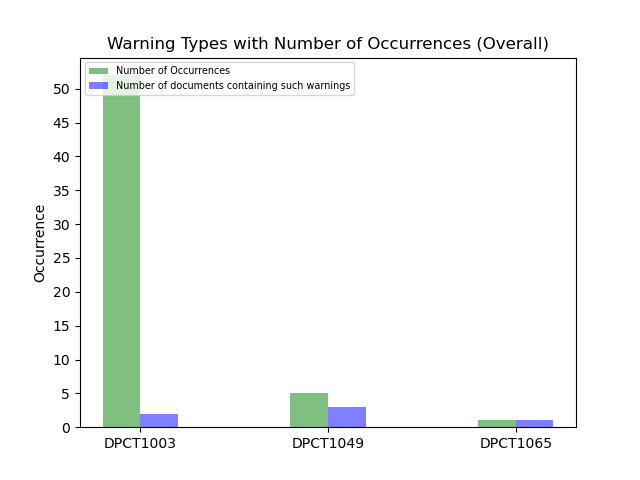 Warning Types with Number of Occurrences (Overall)
Number of Occurrences
Number of documents containing such warnings
50
45
40
35
30
25
20
15
10
5
0
Occurrence
DPCT1003 DPCT1049 DPCT1065